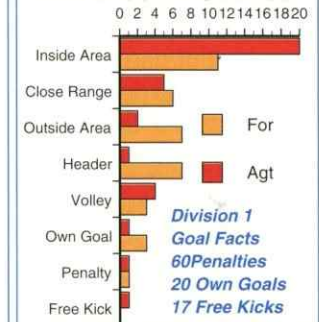 0 2 4 6 8 10 12 14 16 18 20
Inside Area
Close Range
Outside Area
Header
Volley
Own Goal
Penalty
Free Kick
For
Agt
Division 1
Goal Facts
60Penalties
20 Own Goals
17 Free Kicks